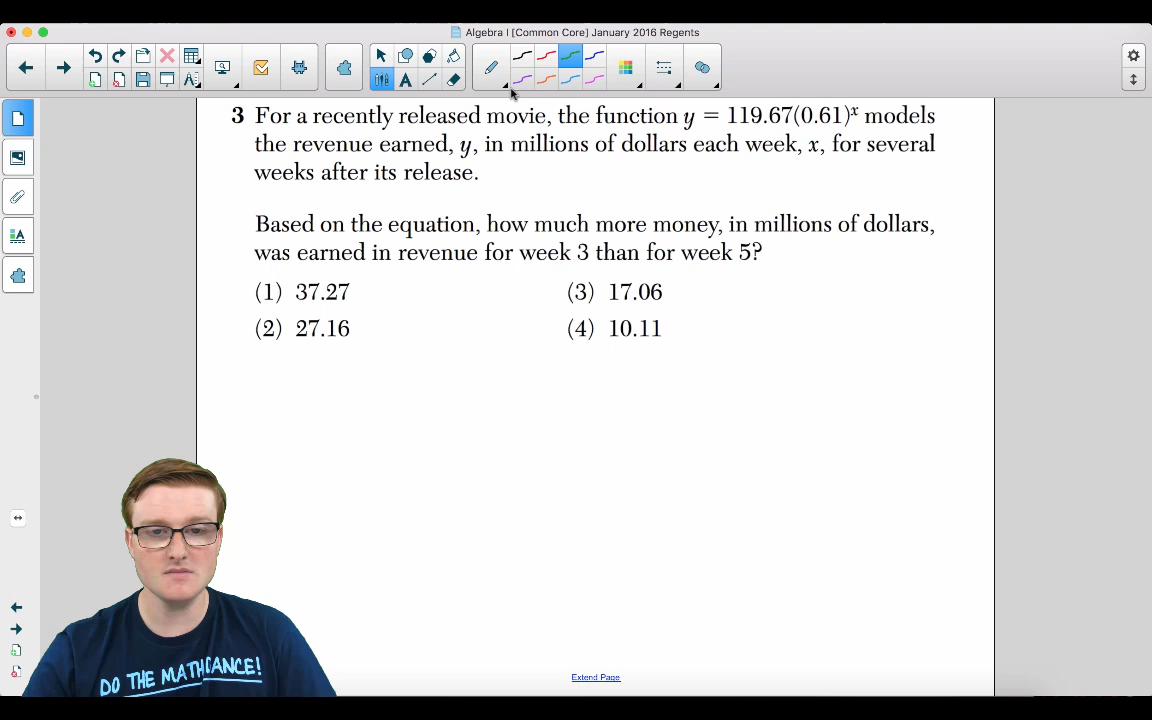 Algebra I [Common Core] January 2016 Regents
3 For a recently released movie, the function y = 119.67(0.61)ˣ models
the revenue earned, y, in millions of dollars each week, x, for several
weeks after its release.
Based on the equation, how much more money, in millions of dollars,
was earned in revenue for week 3 than for week 5?
(1) 37.27 (3) 17.06
(2) 27.16 (4) 10.11
DO THE MATH DANCE!
Extend Page